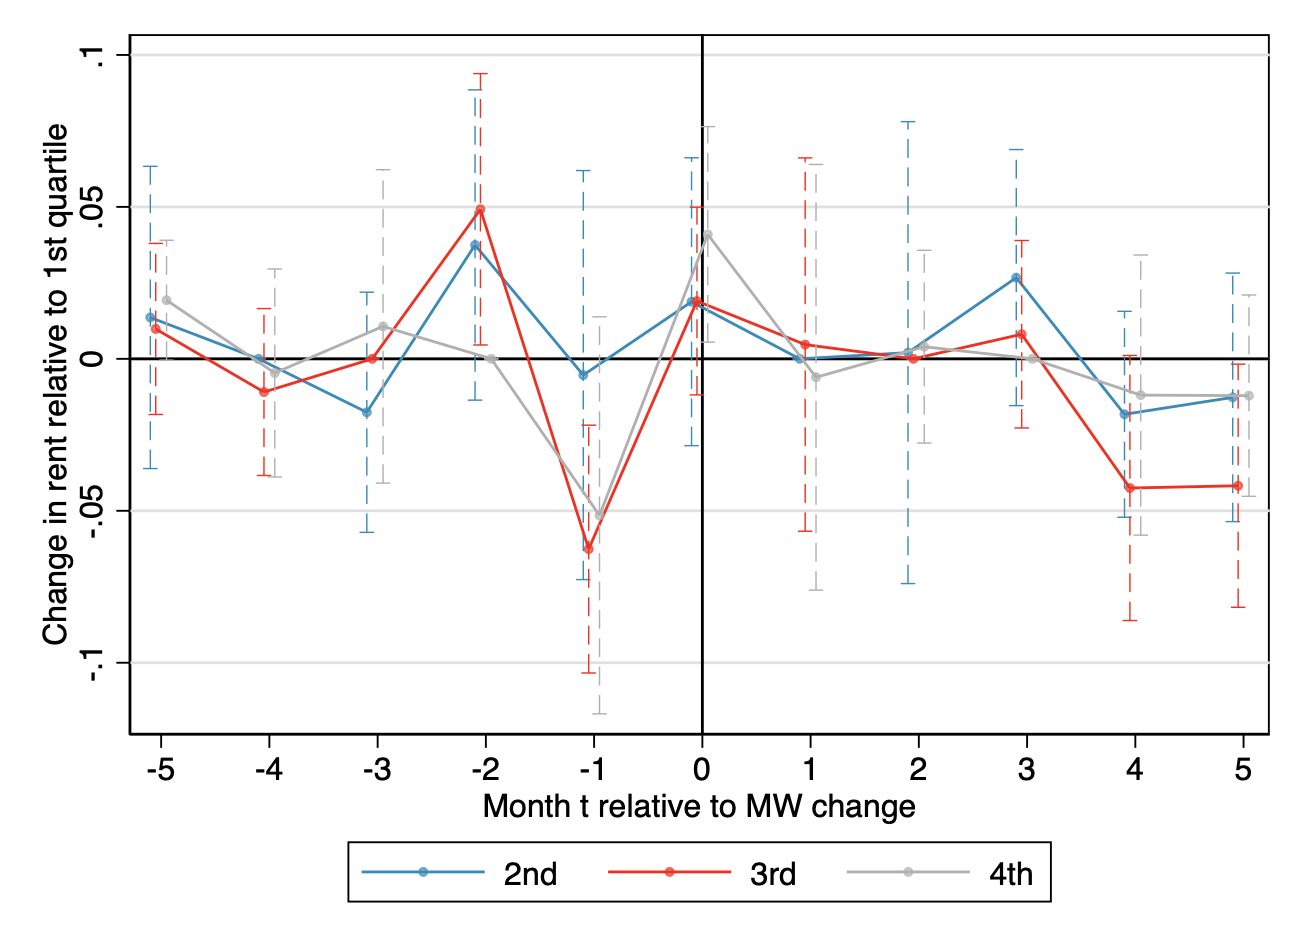 Change in rent relative to 1st quartile
.1
.05
0
-.05
-.1
-5 -4 -3 -2 -1 0 1 2 3 4 5
Month t relative to MW change
2nd 3rd 4th